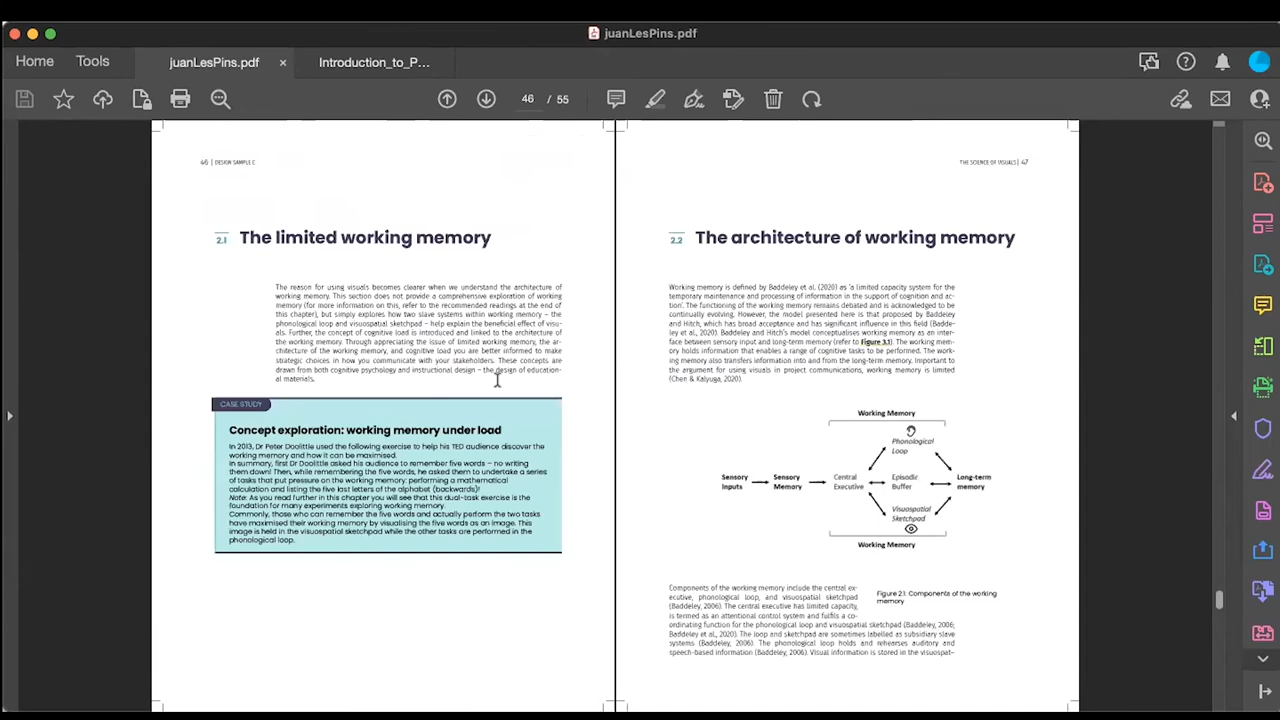 juanLesPins.pdf
Home Tools juanLesPins.pdf × Introduction_to_P...
46 / 55
46 | DESIGN SAMPLE C
2.1 The limited working memory
The reason for using visuals becomes clearer when we understand the architecture of
working memory. This section does not provide a comprehensive exploration of working
memory (for more information on this, refer to the recommended readings at the end of
this chapter), but simply explores how two slave systems within working memory – the
phonological loop and visuospatial sketchpad – help explain the beneficial effect of visu-
als. Further, the concept of cognitive load is introduced and linked to the architecture of
the working memory. Through appreciating the issue of limited working memory, the ar-
chitecture of the working memory, and cognitive load you are better informed to make
strategic choices in how you communicate with your stakeholders. These concepts are
drawn from both cognitive psychology and instructional design – the design of education-
al materials.
CASE STUDY
Concept exploration: working memory under load
In 2013, Dr Peter Doolittle used the following exercise to help his TED audience discover the
working memory and how it can be maximised.
In summary, first Dr Doolittle asked his audience to remember five words – no writing
them down! Then, while remembering the five words, he asked them to undertake a series
of tasks that put pressure on the working memory: performing a mathematical
calculation and listing the five last letters of the alphabet (backwards)!
Note: As you read further in this chapter you will see that this dual-task exercise is the
foundation for many experiments exploring working memory.
Commonly, those who can remember the five words and actually perform the two tasks
have maximised their working memory by visualising the five words as an image. This
image is held in the visuospatial sketchpad while the other tasks are performed in the
phonological loop.
THE SCIENCE OF VISUALS | 47
2.2 The architecture of working memory
Working memory is defined by Baddeley et al. (2020) as 'a limited capacity system for the
temporary maintenance and processing of information in the support of cognition and ac-
tion'. The functioning of the working memory remains debated and is acknowledged to be
continually evolving. However, the model presented here is that proposed by Baddeley
and Hitch, which has broad acceptance and has significant influence in this field (Badde-
ley et al., 2020). Baddeley and Hitch's model conceptualises working memory as an inter-
face between sensory input and long-term memory (refer to Figure 3.1). The working mem-
ory holds information that enables a range of cognitive tasks to be performed. The work-
ing memory also transfers information into and from the long-term memory. Important to
the argument for using visuals in project communications, working memory is limited
(Chen & Kalyuga, 2020).
Working Memory
Phonological
Loop
Sensory
Inputs
Sensory
Memory
Central
Executive
Episodic
Buffer
Long-term
memory
Visuospatial
Sketchpad
Working Memory
Components of the working memory include the central ex-
ecutive, phonological loop, and visuospatial sketchpad
(Baddeley, 2006). The central executive has limited capacity,
is termed as an attentional control system and fulfils a co-
ordinating function for the phonological loop and visuospatial sketchpad (Baddeley, 2006;
Baddeley et al., 2020). The loop and sketchpad are sometimes labelled as subsidiary slave
systems (Baddeley, 2006). The phonological loop holds and rehearses auditory and
speech-based information (Baddeley, 2006). Visual information is stored in the visuospat-
Figure 2.1: Components of the working
memory